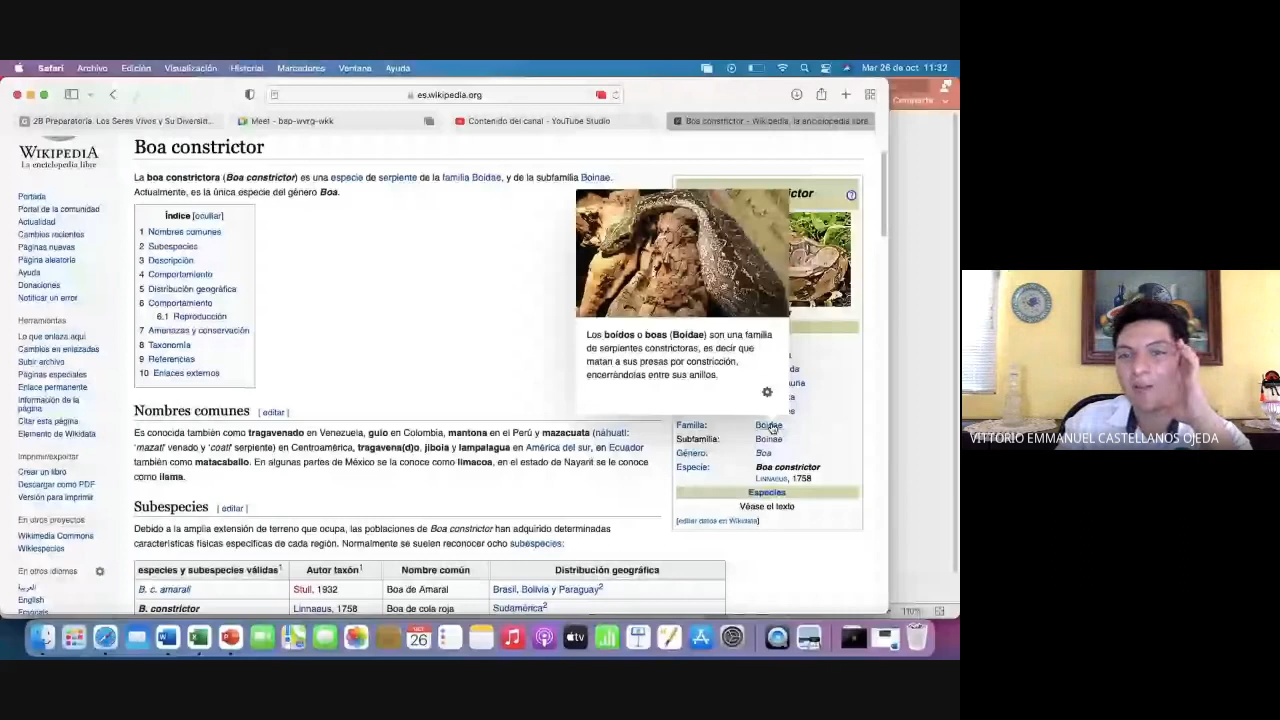 Safari Archivo Edición Visualización Historial Marcadores Ventana Ayuda
Mar 26 de oct. 11:32
es.wikipedia.org
2B Preparatoria. Los Seres Vivos y Su Diversit...
Meet - bap-wvrg-wkk
Contenido del canal - YouTube Studio
Boa constrictor - Wikipedia, la enciclopedia libre
Compartir
WIKIPEDIA
La enciclopedia libre
Portada
Portal de la comunidad
Actualidad
Cambios recientes
Páginas nuevas
Página aleatoria
Ayuda
Donaciones
Notificar un error
Herramientas
Lo que enlaza aquí
Cambios en enlazadas
Subir archivo
Páginas especiales
Enlace permanente
Información de la
página
Citar esta página
Elemento de Wikidata
Imprimir/exportar
Crear un libro
Descargar como PDF
Versión para imprimir
En otros proyectos
Wikimedia Commons
Wikispecies
En otros idiomas
العربية
English
Boa constrictor
La boa constrictora (Boa constrictor) es una especie de serpiente de la familia Boidae, y de la subfamilia Boinae.
Actualmente, es la única especie del género Boa.
Índice [ocultar]
1 Nombres comunes
2 Subespecies
3 Descripción
4 Comportamiento
5 Distribución geográfica
6 Comportamiento
6.1 Reproducción
7 Amenazas y conservación
8 Taxonomía
9 Referencias
10 Enlaces externos
Nombres comunes [ editar ]
Es conocida también como tragavenado en Venezuela, guío en Colombia, mantona en el Perú y mazacuata (náhuatl:
'mazatl' venado y 'coatl' serpiente) en Centroamérica, tragavena(d)o, jiboia y lampalagua en América del sur, en Ecuador
también como matacaballo. En algunas partes de México se la conoce como limacos, en el estado de Nayarit se le conoce
como ilama.
Subespecies [ editar ]
Debido a la amplia extensión de terreno que ocupa, las poblaciones de Boa constrictor han adquirido determinadas
características físicas específicas de cada región. Normalmente se suelen reconocer ocho subespecies:
especies y subespecies válidas1 Autor taxón1 Nombre común Distribución geográfica
B. c. amarali Stull, 1932 Boa de Amaral Brasil, Bolivia y Paraguay2
B. constrictor Linnaeus, 1758 Boa de cola roja Sudamérica2
ictor
Los boídos o boas (Boidae) son una familia
de serpientes constrictoras, es decir que
matan a sus presas por constricción,
encerrándolas entre sus anillos.
Familia: Boidae
Subfamilia: Boinae
Género: Boa
Especie: Boa constrictor
LINNAEUS, 1758
Especies
Véase el texto
[editar datos en Wikidata]
110%
OCT
26
VITTORIO EMMANUEL CASTELLANOS OJEDA